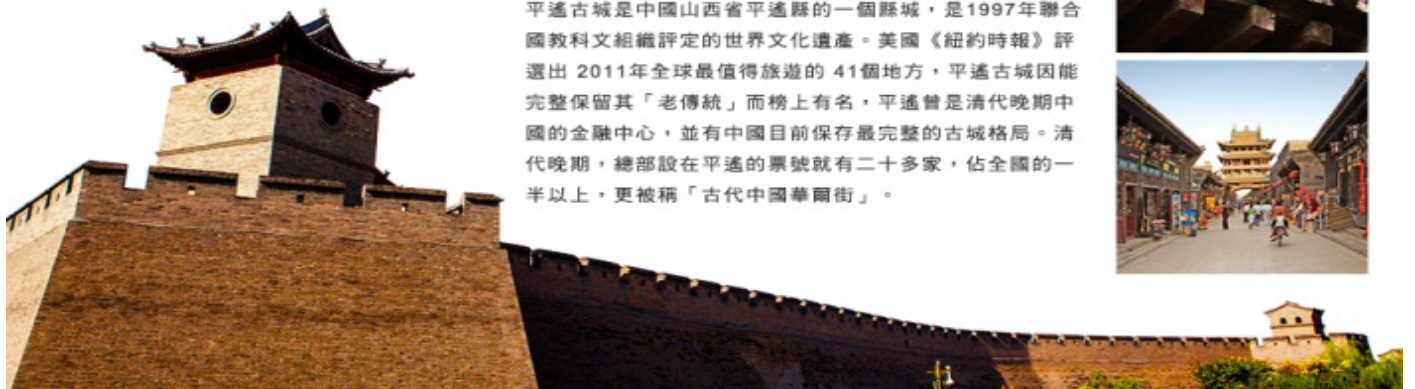 平遙古城是中國山西省平遙縣的一個縣城，是1997年聯合
國教科文組織評定的世界文化遺產。美國《紐約時報》評
選出 2011年全球最值得旅遊的 41個地方，平遙古城因能
完整保留其「老傳統」而榜上有名，平遙曾是清代晚期中
國的金融中心，並有中國目前保存最完整的古城格局。清
代晚期，總部設在平遙的票號就有二十多家，佔全國的一
半以上，更被稱「古代中國華爾街」。